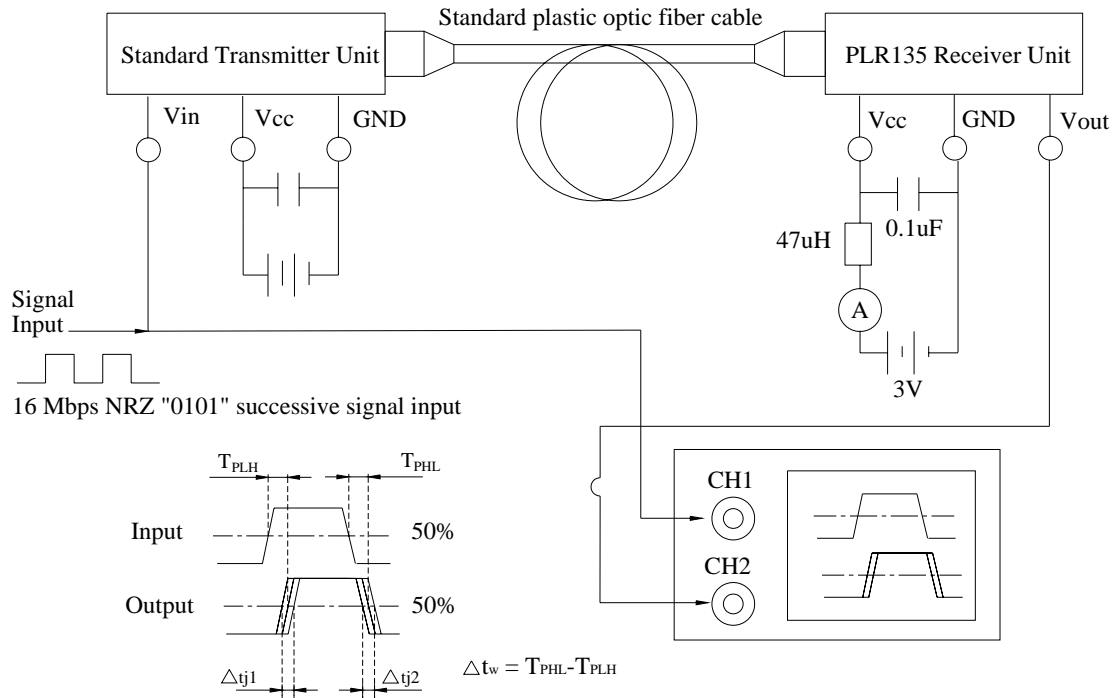 Standard plastic optic fiber cable
Standard Transmitter Unit
PLR135 Receiver Unit
Vin
Vcc
GND
Vcc
GND
Vout
47uH
0.1uF
A
3V
Signal
Input
16 Mbps NRZ "0101" successive signal input
TPLH
TPHL
Input
50%
Output
50%
△tj1
△tj2
△tw = TPHL-TPLH
CH1
CH2